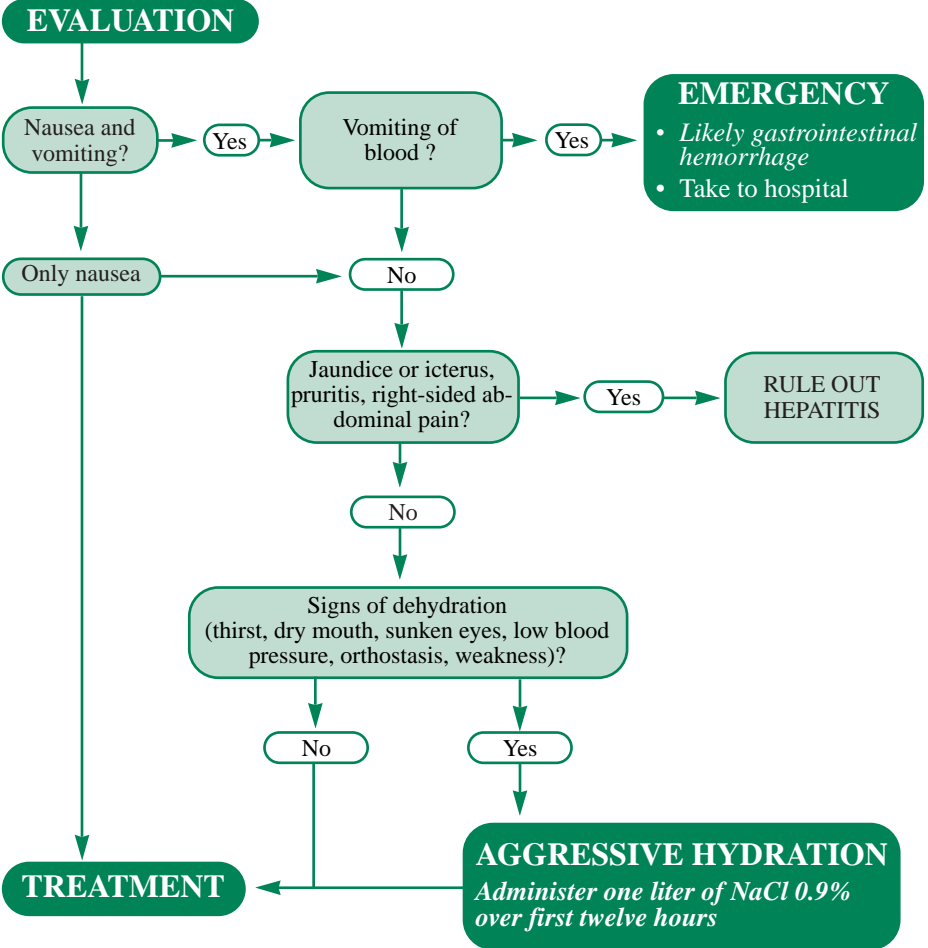 EVALUATION
Nausea and
vomiting?
Yes
Vomiting of
blood ?
Yes
EMERGENCY
• Likely gastrointestinal
hemorrhage
• Take to hospital
Only nausea
No
Jaundice or icterus,
pruritis, right-sided ab-
dominal pain?
Yes
RULE OUT
HEPATITIS
No
Signs of dehydration
(thirst, dry mouth, sunken eyes, low blood
pressure, orthostasis, weakness)?
No
Yes
AGGRESSIVE HYDRATION
Administer one liter of NaCl 0.9%
over first twelve hours
TREATMENT